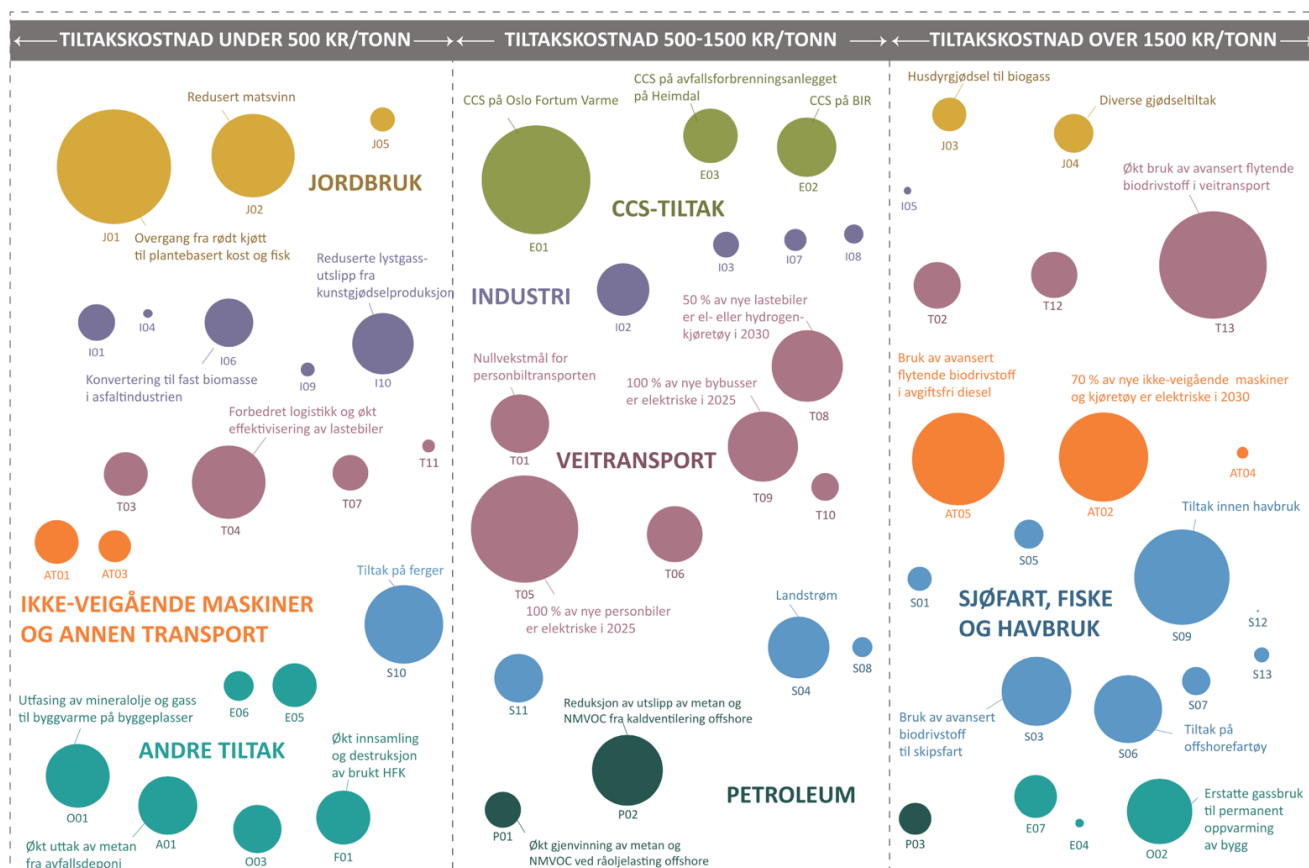 TILTAKSKOSTNAD UNDER 500 KR/TONN
Redusert matsvinn
J05
JORDBRUK
J02
J01
Overgang fra rødt kjøtt
til plantebasert kost og fisk
Reduserte lystgass-
utslipp fra
kunstgjødselproduksjon
I04
I01
I06
I09
I10
Konvertering til fast biomasse
i asfaltindustrien
Forbedret logistikk og økt
effektivisering av lastebiler
T11
T03
T07
T04
AT01
AT03
Tiltak på ferger
IKKE-VEIGÅENDE MASKINER
OG ANNEN TRANSPORT
S10
E06
E05
Utfasing av mineralolje og gass
til byggvarme på byggeplasser
ANDRE TILTAK
Økt innsamling
og destruksjon
av brukt HFK
O01
A01
O03
F01
Økt uttak av metan
fra avfallsdeponi
TILTAKSKOSTNAD 500-1500 KR/TONN
CCS på Oslo Fortum Varme
CCS på avfallsforbrenningsanlegget
på Heimdal
CCS på BIR
E03
E02
CCS-TILTAK
E01
I03
I07
I08
INDUSTRI
I02
50 % av nye lastebiler
er el- eller hydrogen-
kjøretøy i 2030
Nullvekstmål for
personbiltransporten
100 % av nye bybusser
er elektriske i 2025
T08
T01
VEITRANSPORT
T09
T10
T06
T05
100 % av nye personbiler
er elektriske i 2025
Landstrøm
S08
S04
S11
Reduksjon av utslipp av metan og
NMVOC fra kaldventilering offshore
PETROLEUM
P02
P01
Økt gjenvinning av metan og
NMVOC ved råoljelasting offshore
TILTAKSKOSTNAD OVER 1500 KR/TONN
Husdyrgjødsel til biogass
Diverse gjødseltiltak
J03
J04
Økt bruk av avansert flytende
biodrivstoff i veitransport
I05
T02
T12
T13
Bruk av avansert
flytende biodrivstoff
i avgiftsfri diesel
70 % av nye ikke-veigående maskiner
og kjøretøy er elektriske i 2030
AT04
AT05
AT02
Tiltak innen havbruk
S05
S01
SJØFART, FISKE
OG HAVBRUK
S12
S09
S13
S07
Bruk av avansert
biodrivstoff
til skipsfart
S03
S06
Tiltak på
offshorefartøy
P03
E07
E04
O02
Erstatte gassbruk
til permanent
oppvarming
av bygg